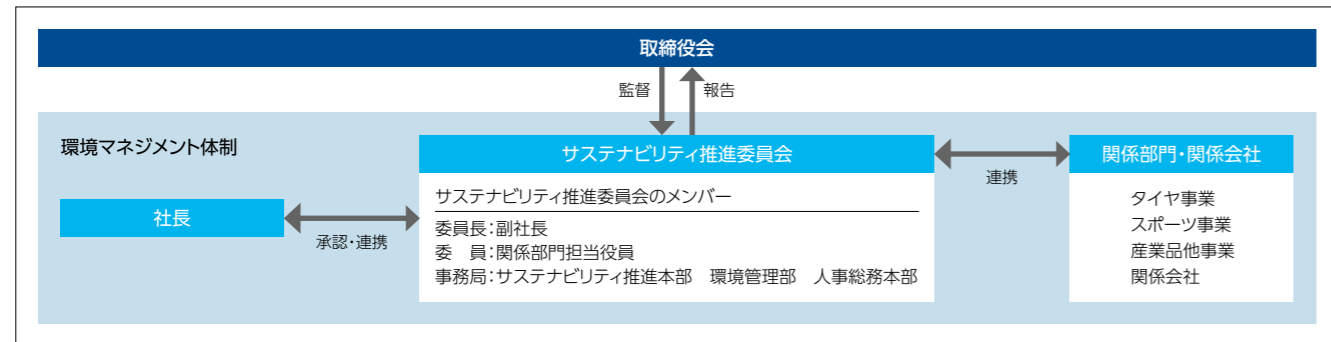 取締役会
監督
報告
環境マネジメント体制
サステナビリティ推進委員会
関係部門・関係会社
連携
サステナビリティ推進委員会のメンバー
委員長：副社長
委　員：関係部門担当役員
事務局：サステナビリティ推進本部　環境管理部　人事総務本部
社長
承認・連携
タイヤ事業
スポーツ事業
産業品他事業
関係会社